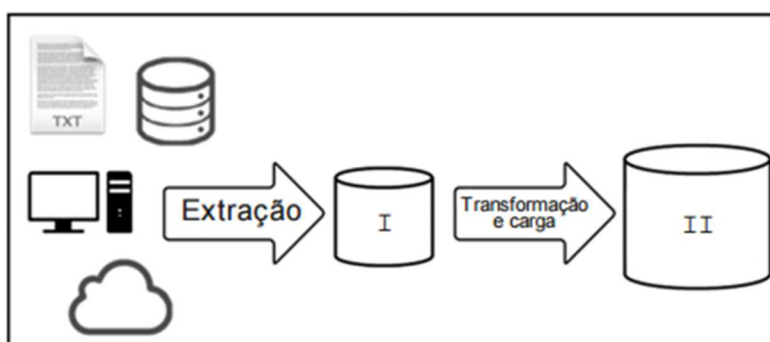 TXT
Extração
I
Transformação
e carga
II